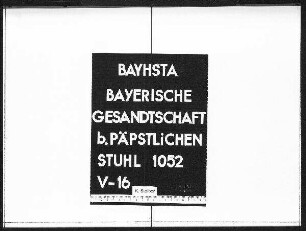 BAYHSTA
BAYERISCHE
GESANDTSCHAFT
b. PÄPSTLiCHEN
STUHL 1052
V-16